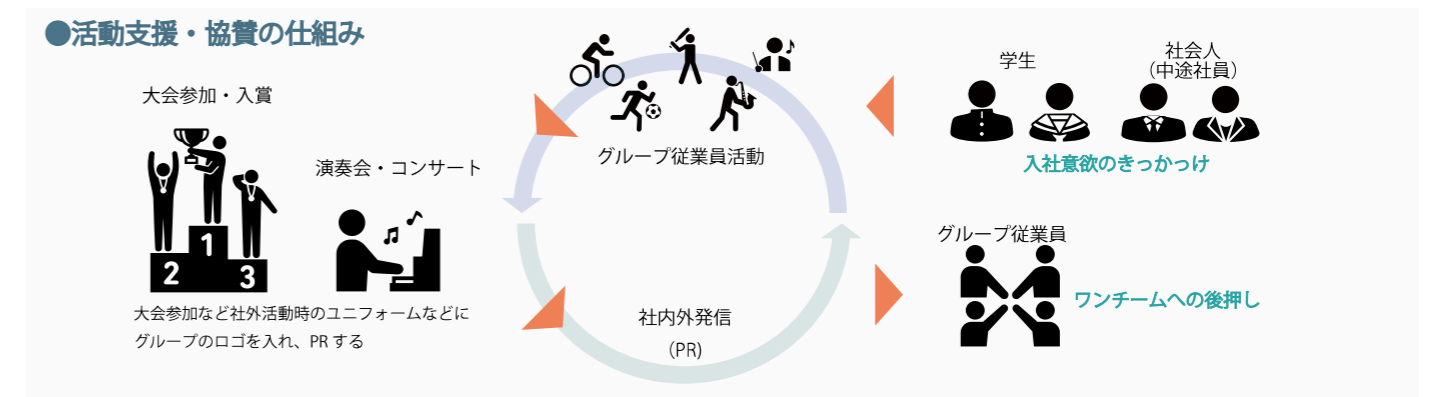 ●活動支援・協賛の仕組み
大会参加・入賞
1
2
3
演奏会・コンサート
大会参加など社外活動時のユニフォームなどに
グループのロゴを入れ、PRする
グループ従業員活動
社内外発信
(PR)
学生
社会人
（中途社員）
入社意欲のきっかっけ
グループ従業員
ワンチームへの後押し